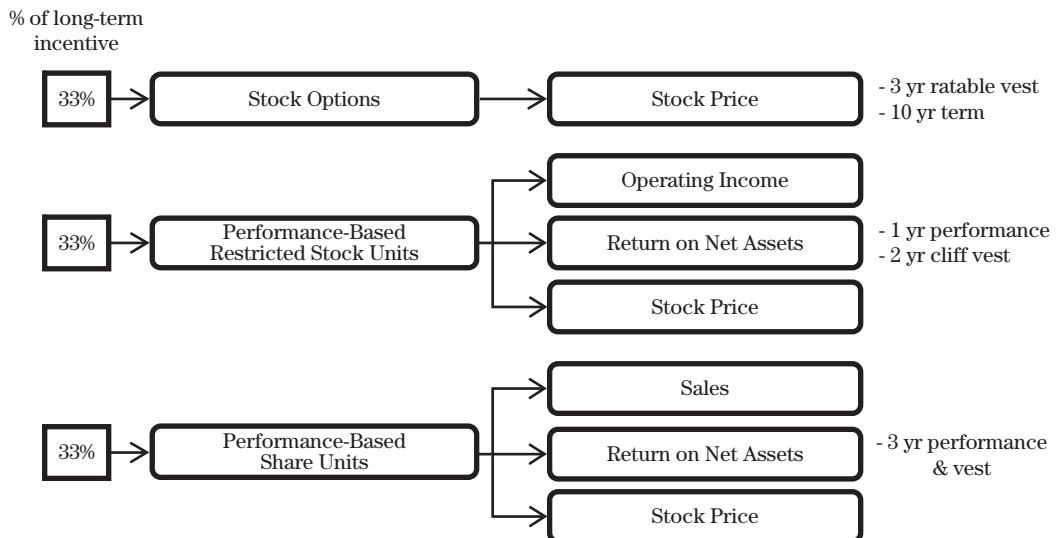 % of long-term
incentive
33%
Stock Options
Stock Price
- 3 yr ratable vest
- 10 yr term
Operating Income
33%
Performance-Based
Restricted Stock Units
Return on Net Assets
- 1 yr performance
- 2 yr cliff vest
Stock Price
Sales
33%
Performance-Based
Share Units
Return on Net Assets
- 3 yr performance
& vest
Stock Price